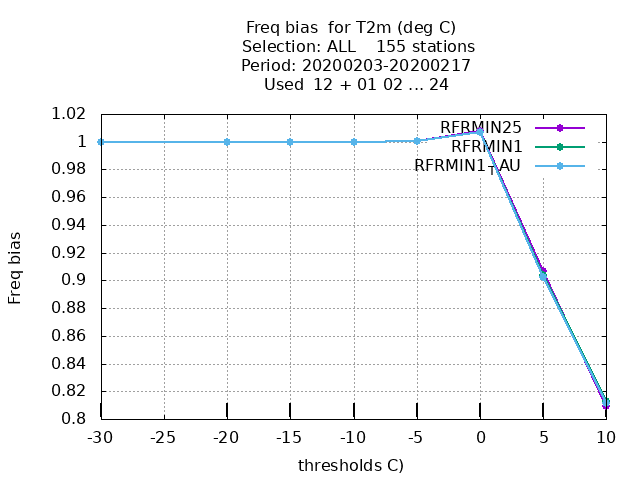 Freq bias  for T2m (deg C)
Selection: ALL    155 stations
Period: 20200203-20200217
Used  12 + 01 02 ... 24
1.02
1
0.98
0.96
0.94
0.92
0.9
0.88
0.86
0.84
0.82
0.8
Freq bias
RFRMIN25
RFRMIN1
RFRMIN1TAU
-30
-25
-20
-15
-10
-5
0
5
10
thresholds C)